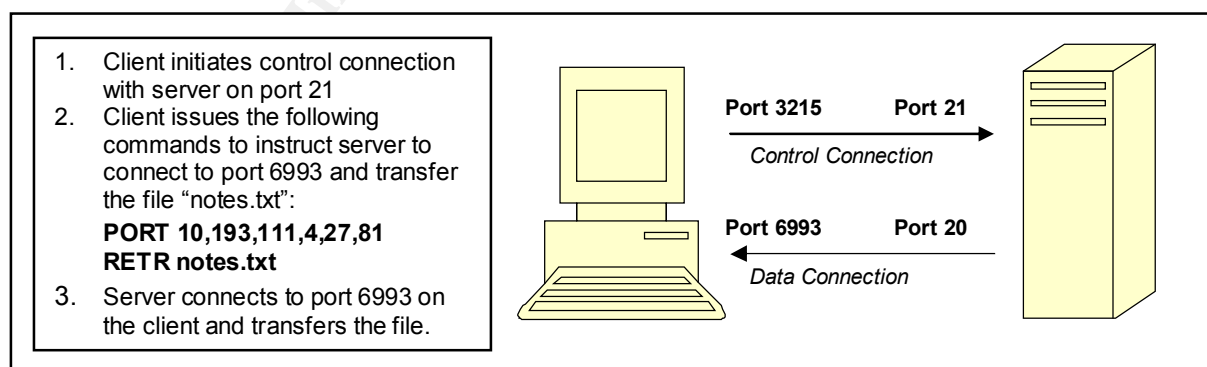 1. Client initiates control connection
with server on port 21
2. Client issues the following
commands to instruct server to
connect to port 6993 and transfer
the file “notes.txt”:
PORT 10,193,111,4,27,81
RETR notes.txt
3. Server connects to port 6993 on
the client and transfers the file.
Port 3215 Port 21
Control Connection
Port 6993 Port 20
Data Connection